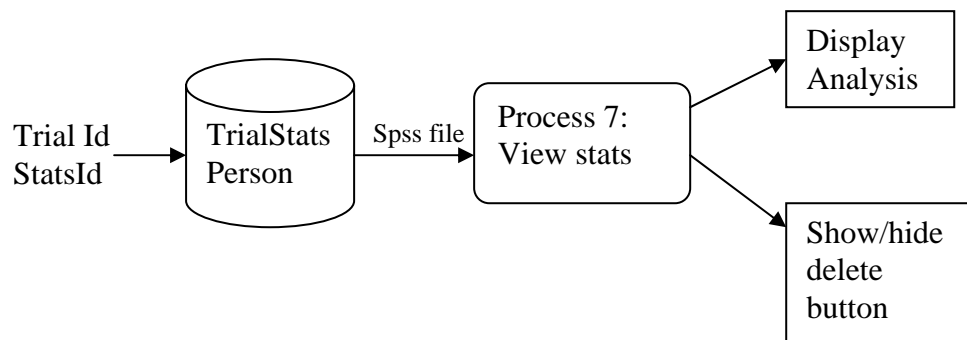 Trial Id
StatsId
TrialStats
Person
Spss file
Process 7:
View stats
Display
Analysis
Show/hide
delete
button